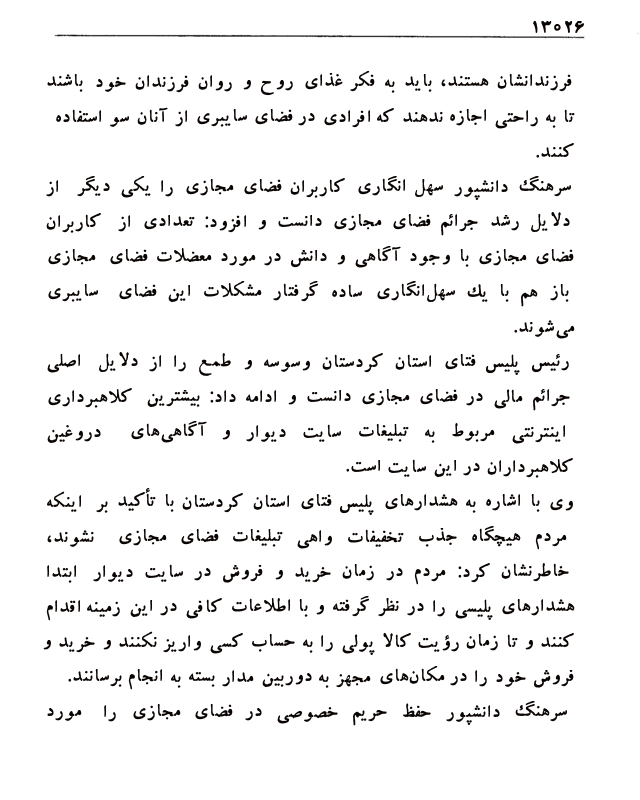 ۱۳۰۲۶
فرزندانشان هستند، باید به فکر غذای روح و روان فرزندان خود باشند
تا به راحتی اجازه ندهند که افرادی در فضای سایبری از آنان سو استفاده
کنند.
سرهنگ دانشپور سهل انگاری کاربران فضای مجازی را یکی دیگر از
دلایل رشد جرائم فضای مجازی دانست و افزود: تعدادی از کاربران
فضای مجازی با وجود آگاهی و دانش در مورد معضلات فضای مجازی
باز هم با یك سهل‌انگاری ساده گرفتار مشکلات این فضای سایبری
می‌شوند.
رئیس پلیس فتای استان کردستان وسوسه و طمع را از دلایل اصلی
جرائم مالی در فضای مجازی دانست و ادامه داد: بیشترین کلاهبرداری
اینترنتی مربوط به تبلیغات سایت دیوار و آگاهی‌های دروغین
کلاهبرداران در این سایت است.
وی با اشاره به هشدارهای پلیس فتای استان کردستان با تأکید بر اینکه
مردم هیچگاه جذب تخفیفات واهی تبلیغات فضای مجازی نشوند،
خاطرنشان کرد: مردم در زمان خرید و فروش در سایت دیوار ابتدا
هشدارهای پلیسی را در نظر گرفته و با اطلاعات کافی در این زمینه اقدام
کنند و تا زمان رؤیت کالا پولی را به حساب کسی واریز نکنند و خرید و
فروش خود را در مکان‌های مجهز به دوربین مدار بسته به انجام برسانند.
سرهنگ دانشپور حفظ حریم خصوصی در فضای مجازی را مورد